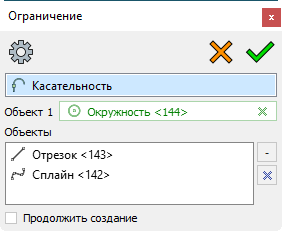 Ограничение
Касательность
Объект 1 Окружность <144>
Объекты
Отрезок <143>
Сплайн <142>
Продолжить создание